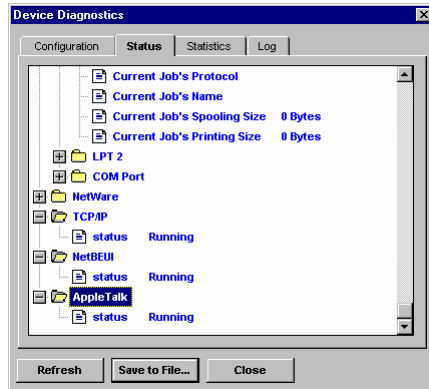 Device Diagnostics
Configuration Status Statistics Log
Current Job's Protocol
Current Job's Name
Current Job's Spooling Size 0 Bytes
Current Job's Printing Size 0 Bytes
LPT 2
COM Port
NetWare
TCP/IP
status Running
NetBEUI
status Running
AppleTalk
status Running
Refresh Save to File... Close